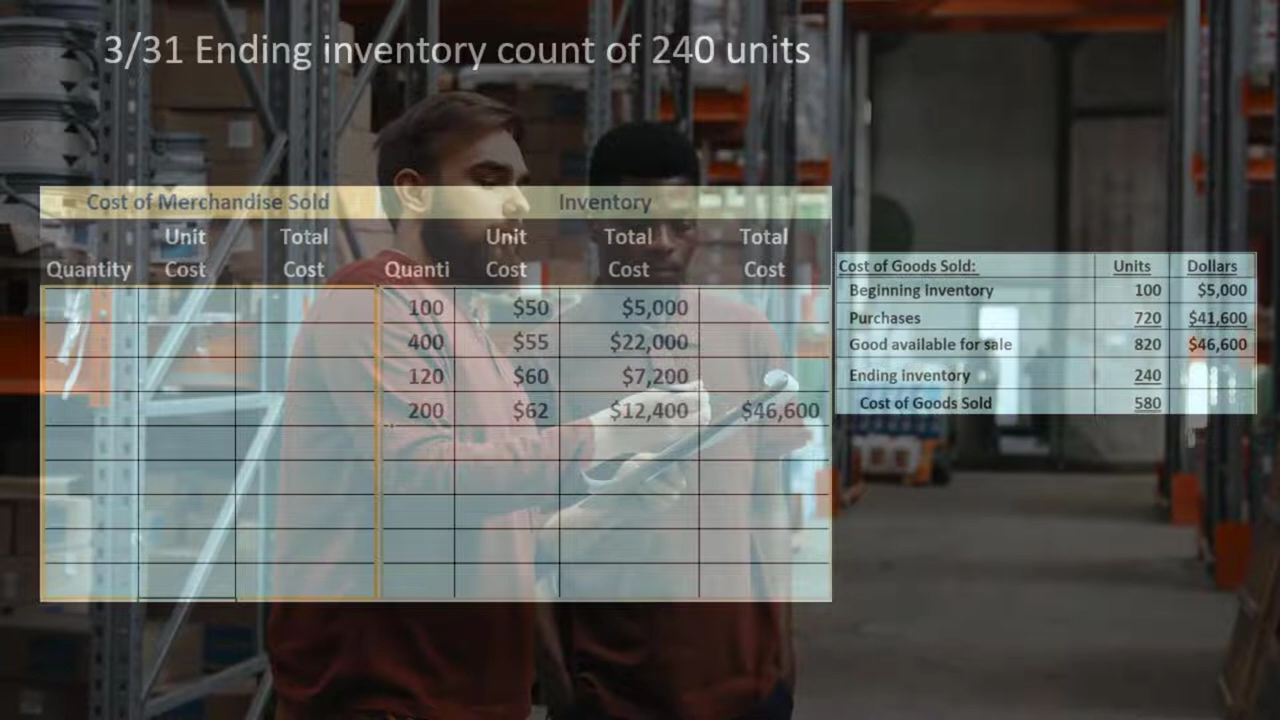 3/31 Ending inventory count of 240 units
Cost of Merchandise Sold Inventory
Unit Total Unit Total Total
Quantity Cost Cost Quanti Cost Cost Cost
100 $50 $5,000
400 $55 $22,000
120 $60 $7,200
200 $62 $12,400 $46,600
Cost of Goods Sold: Units Dollars
Beginning Inventory 100 $5,000
Purchases 720 $41,600
Good available for sale 820 $46,600
Ending inventory 240
Cost of Goods Sold 580